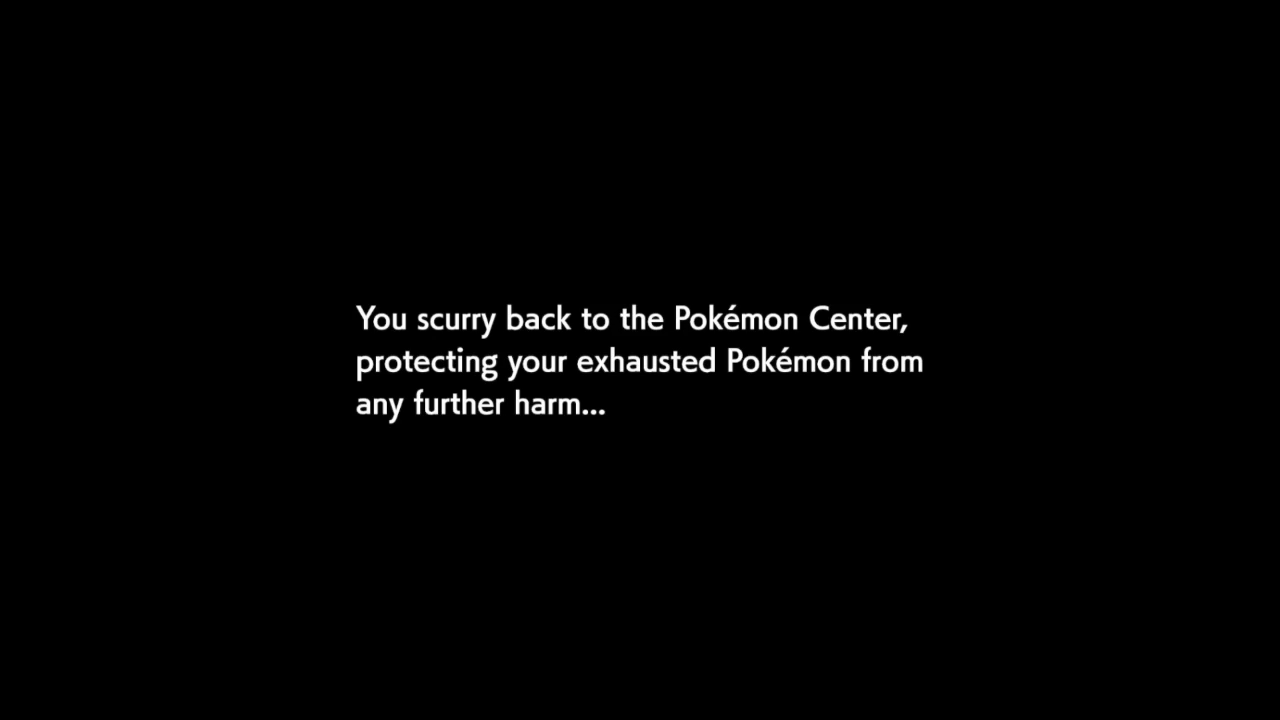 You scurry back to the Pokémon Center,
protecting your exhausted Pokémon from
any further harm...